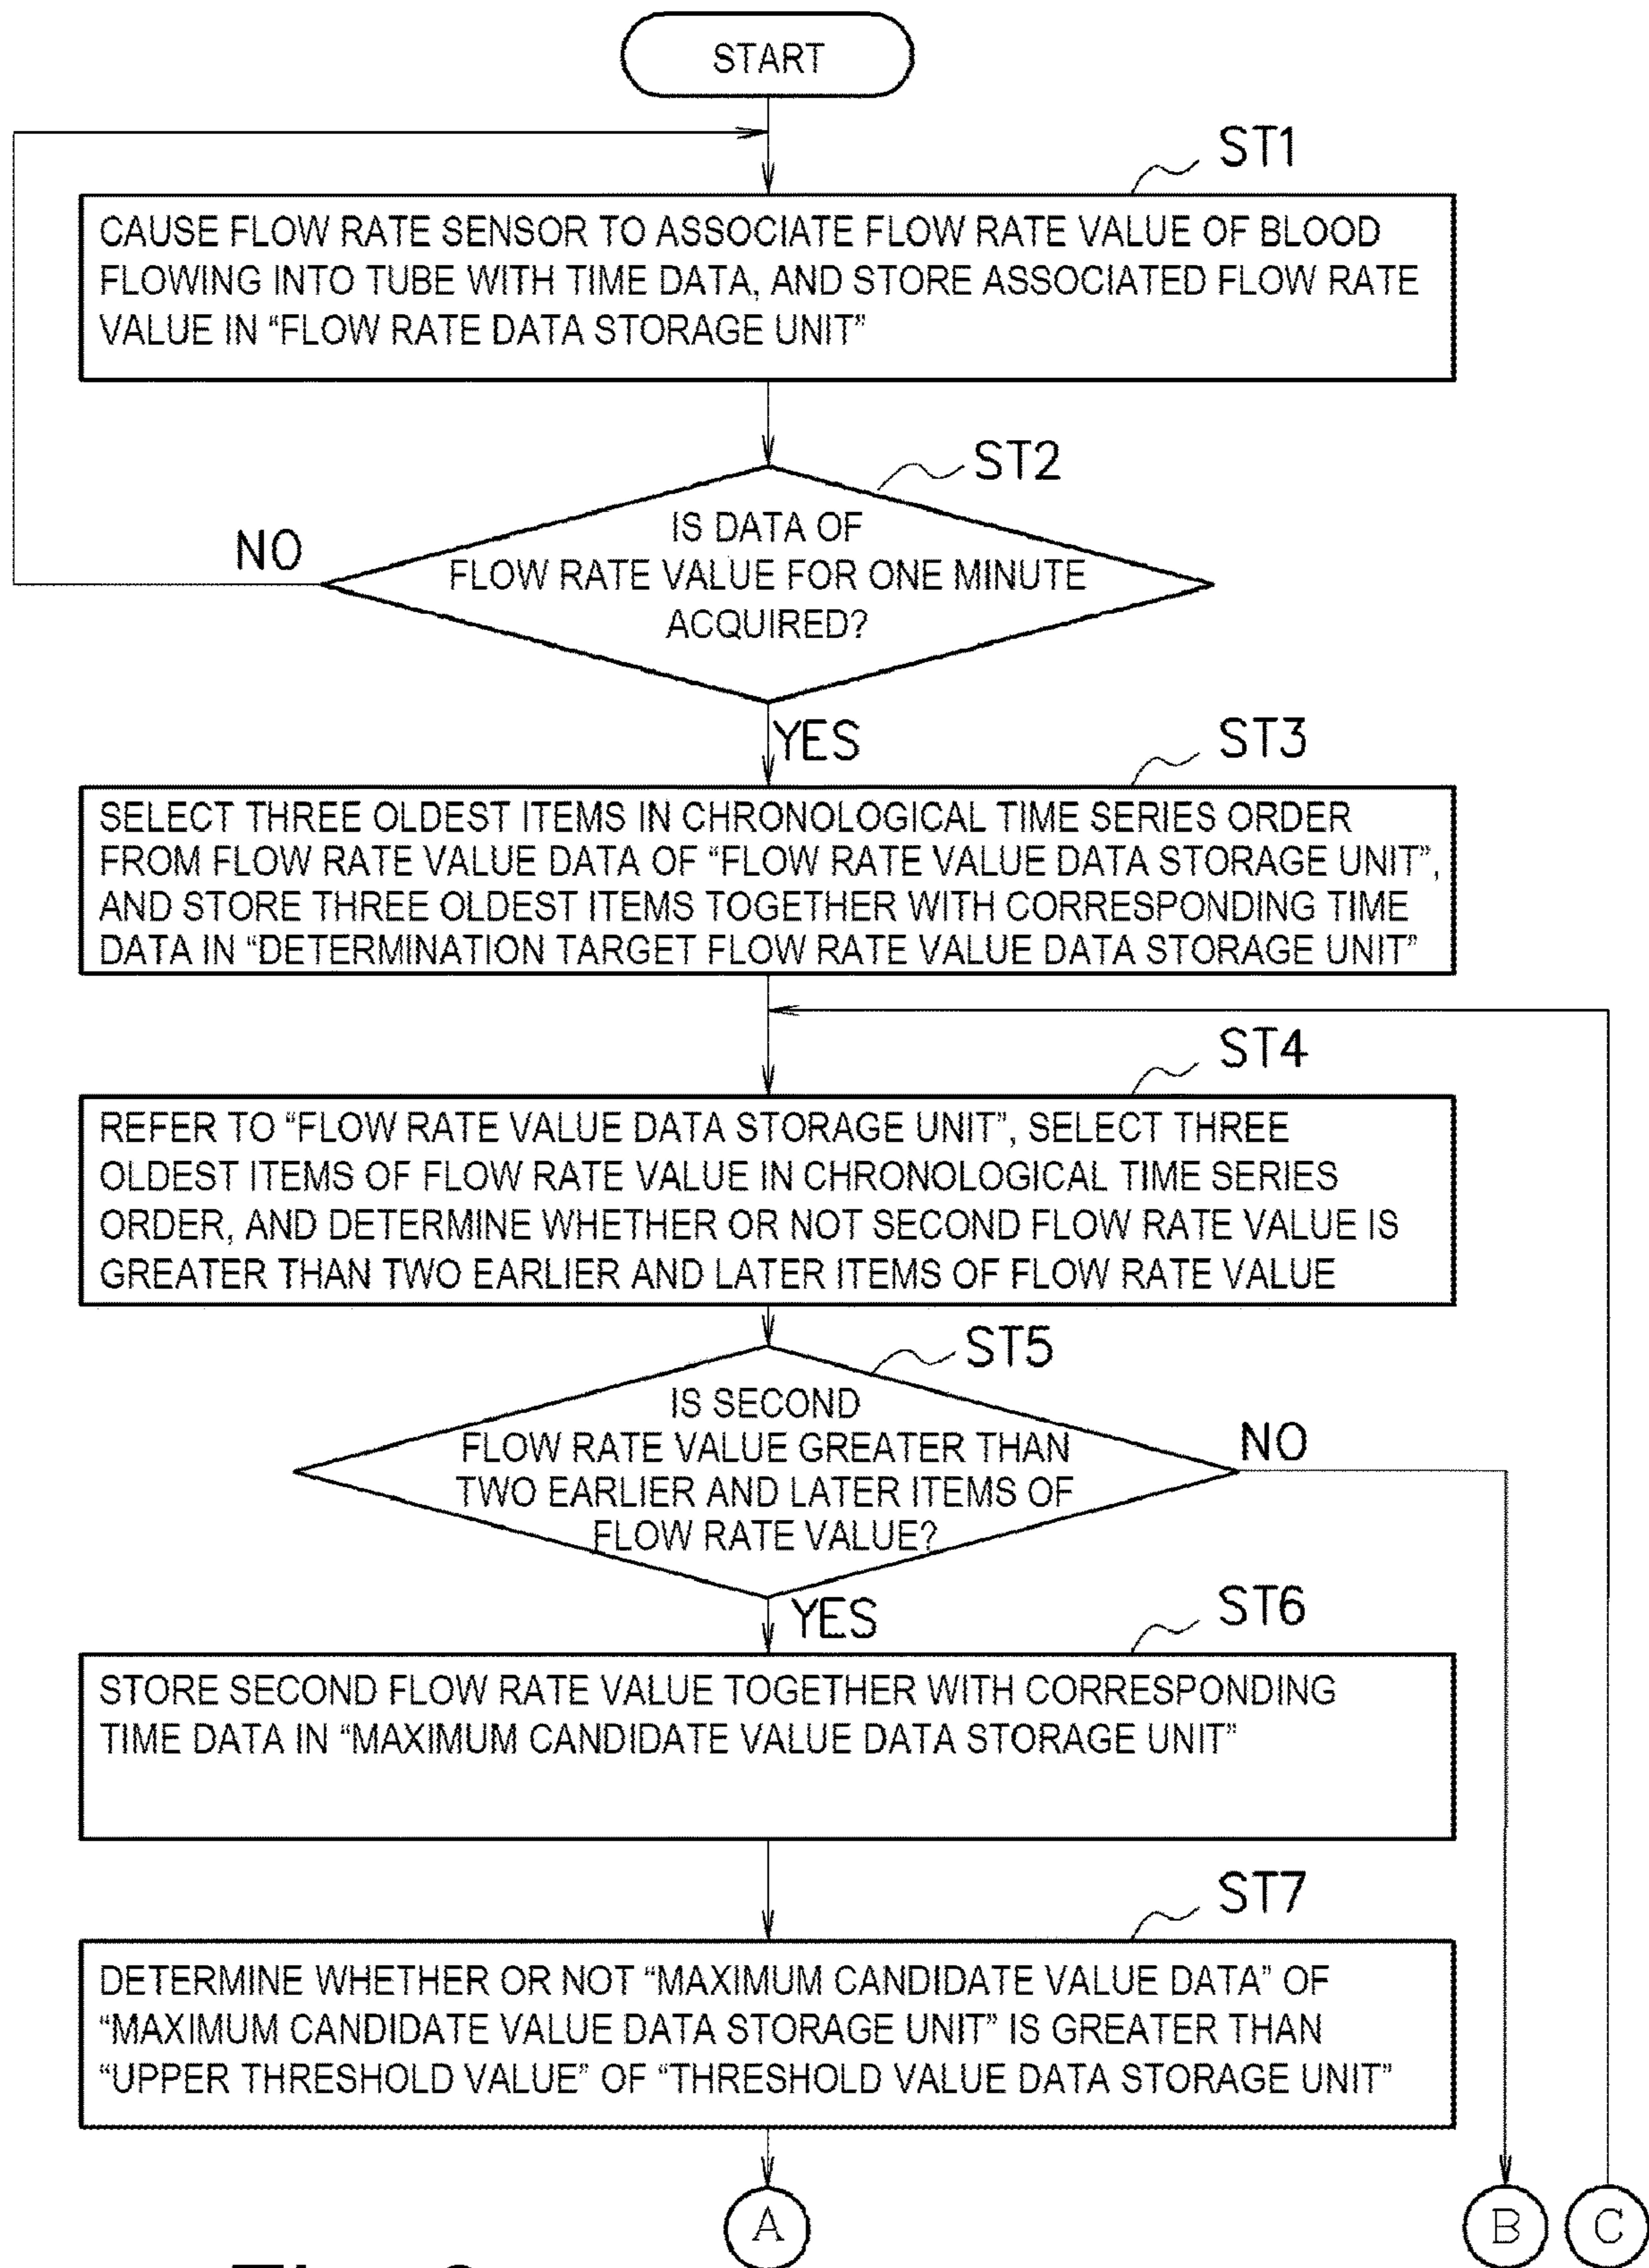 START
ST1
CAUSE FLOW RATE SENSOR TO ASSOCIATE FLOW RATE VALUE OF BLOOD
FLOWING INTO TUBE WITH TIME DATA, AND STORE ASSOCIATED FLOW RATE
VALUE IN “FLOW RATE DATA STORAGE UNIT”
ST2
IS DATA OF
FLOW RATE VALUE FOR ONE MINUTE
ACQUIRED?
NO
YES
ST3
SELECT THREE OLDEST ITEMS IN CHRONOLOGICAL TIME SERIES ORDER
FROM FLOW RATE VALUE DATA OF “FLOW RATE VALUE DATA STORAGE UNIT”,
AND STORE THREE OLDEST ITEMS TOGETHER WITH CORRESPONDING TIME
DATA IN “DETERMINATION TARGET FLOW RATE VALUE DATA STORAGE UNIT”
ST4
REFER TO “FLOW RATE VALUE DATA STORAGE UNIT”, SELECT THREE
OLDEST ITEMS OF FLOW RATE VALUE IN CHRONOLOGICAL TIME SERIES
ORDER, AND DETERMINE WHETHER OR NOT SECOND FLOW RATE VALUE IS
GREATER THAN TWO EARLIER AND LATER ITEMS OF FLOW RATE VALUE
ST5
IS SECOND
FLOW RATE VALUE GREATER THAN
TWO EARLIER AND LATER ITEMS OF
FLOW RATE VALUE?
NO
YES
ST6
STORE SECOND FLOW RATE VALUE TOGETHER WITH CORRESPONDING
TIME DATA IN “MAXIMUM CANDIDATE VALUE DATA STORAGE UNIT”
ST7
DETERMINE WHETHER OR NOT “MAXIMUM CANDIDATE VALUE DATA” OF
“MAXIMUM CANDIDATE VALUE DATA STORAGE UNIT” IS GREATER THAN
“UPPER THRESHOLD VALUE” OF “THRESHOLD VALUE DATA STORAGE UNIT”
A
B
C